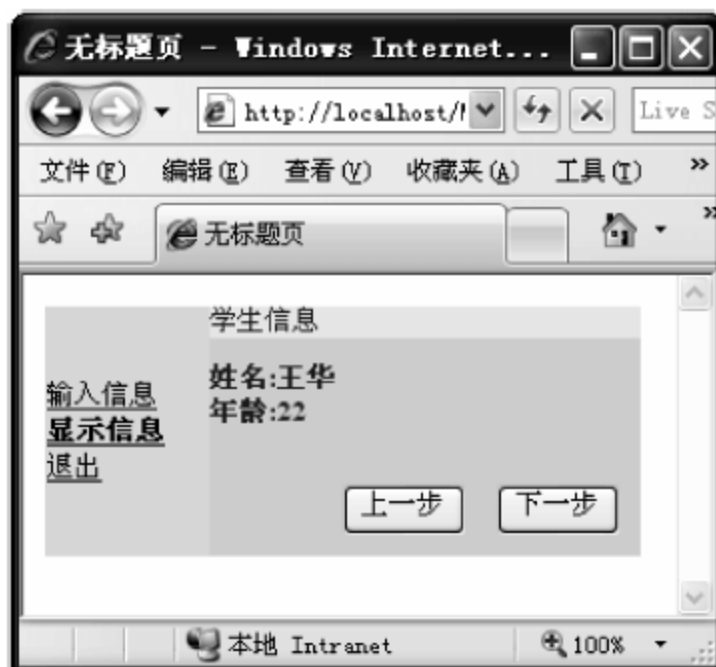 无标题页 - Windows Internet...
http://localhost/
Live S
文件(F) 编辑(E) 查看(V) 收藏夹(A) 工具(T) »
无标题页 »
学生信息
输入信息
显示信息
退出
姓名:王华
年龄:22
上一步 下一步
本地 Intranet 100%